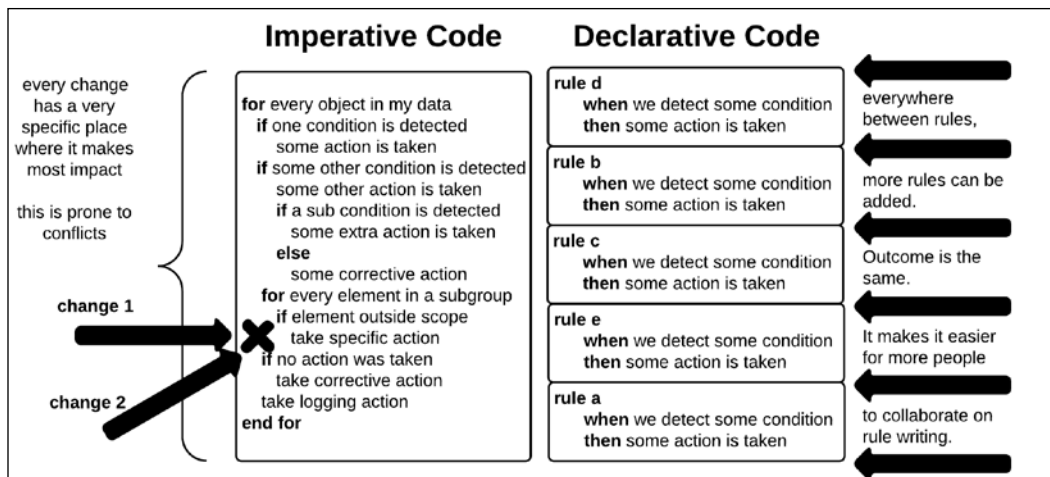 Imperative Code
Declarative Code
every change
has a very
specific place
where it makes
most impact
this is prone to
conflicts
change 1
change 2
for every object in my data
if one condition is detected
some action is taken
if some other condition is detected
some other action is taken
if a sub condition is detected
some extra action is taken
else
some corrective action
for every element in a subgroup
if element outside scope
take specific action
if no action was taken
take corrective action
take logging action
end for
rule d
when we detect some condition
then some action is taken
rule b
when we detect some condition
then some action is taken
rule c
when we detect some condition
then some action is taken
rule e
when we detect some condition
then some action is taken
rule a
when we detect some condition
then some action is taken
everywhere
between rules,
more rules can be
added.
Outcome is the
same.
It makes it easier
for more people
to collaborate on
rule writing.